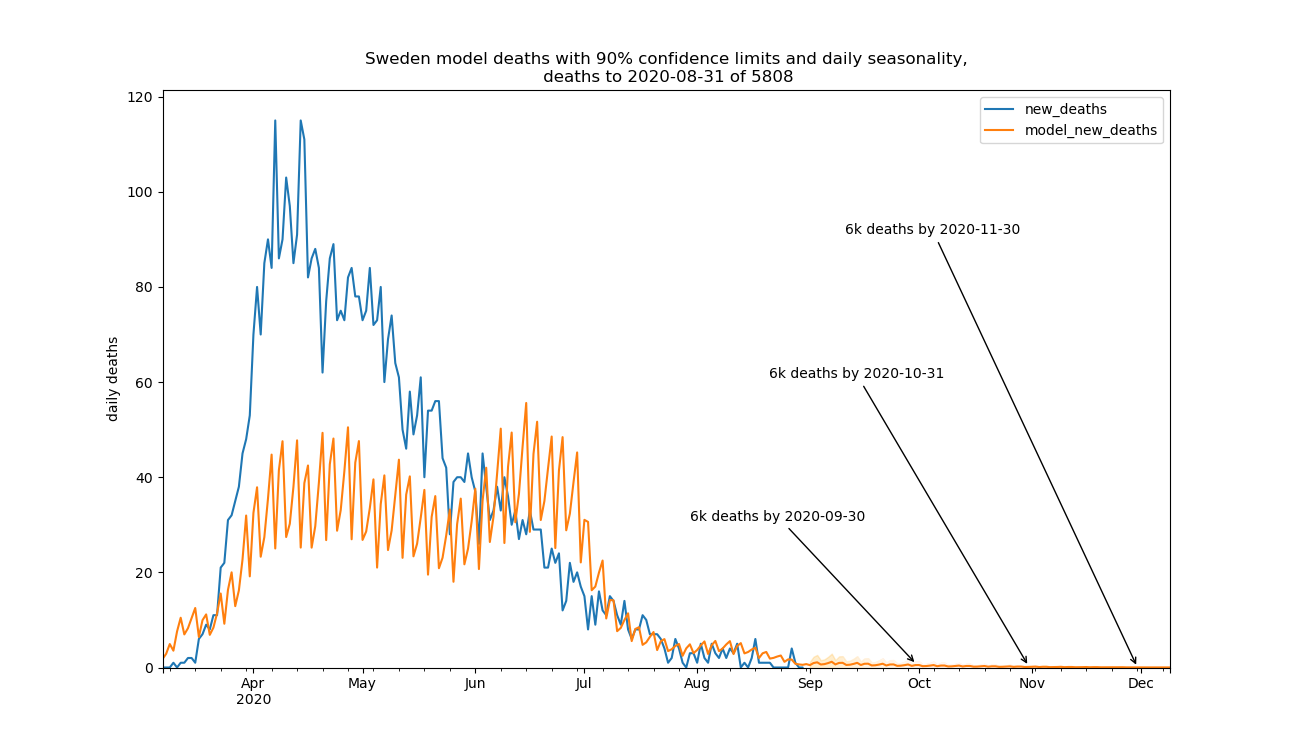 Sweden model deaths with 90% confidence limits and daily seasonality,
deaths to 2020-08-31 of 5808
120
100
80
60
40
20
0
daily deaths
new_deaths
model_new_deaths
6k deaths by 2020-11-30
6k deaths by 2020-10-31
6k deaths by 2020-09-30
Apr May Jun Jul Aug Sep Oct Nov Dec
2020